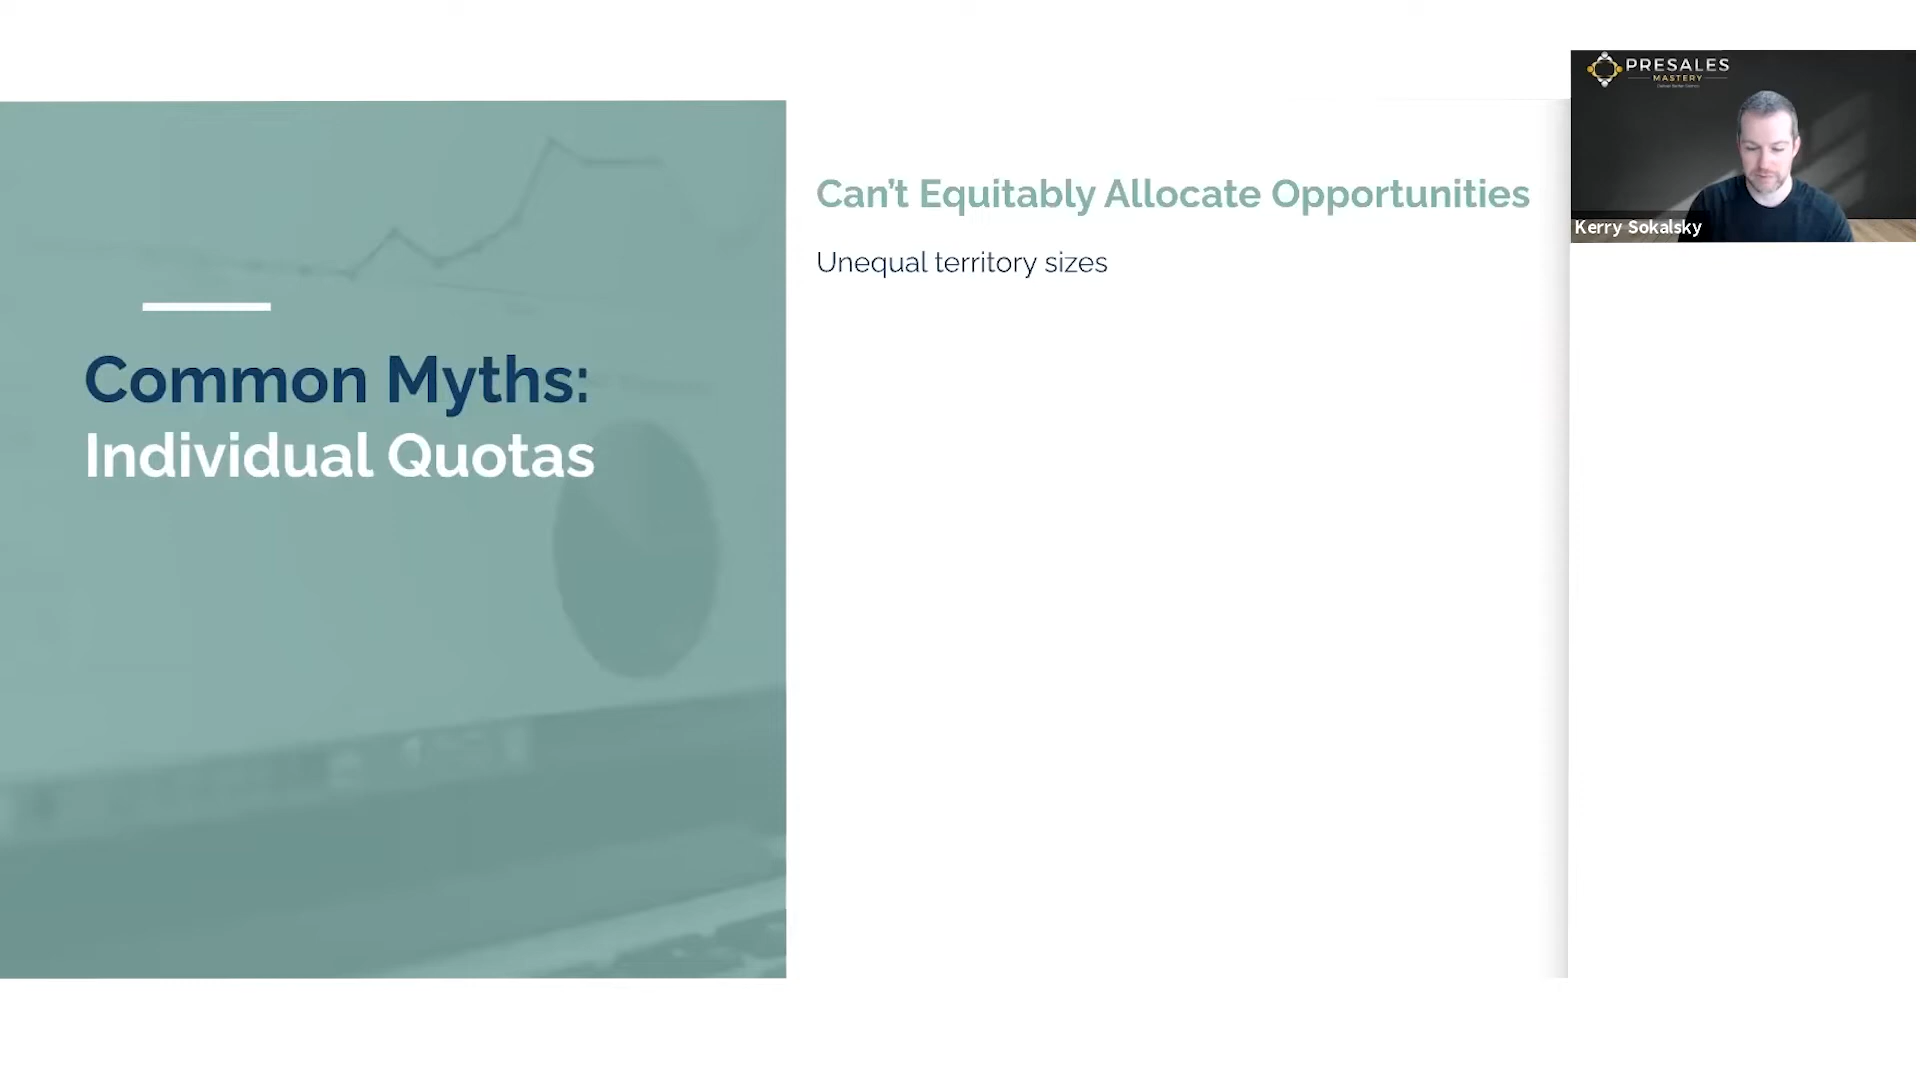 Common Myths:
Individual Quotas
Can't Equitably Allocate Opportunities
Unequal territory sizes
PRESALES
MASTERY
Kerry Sokalsky